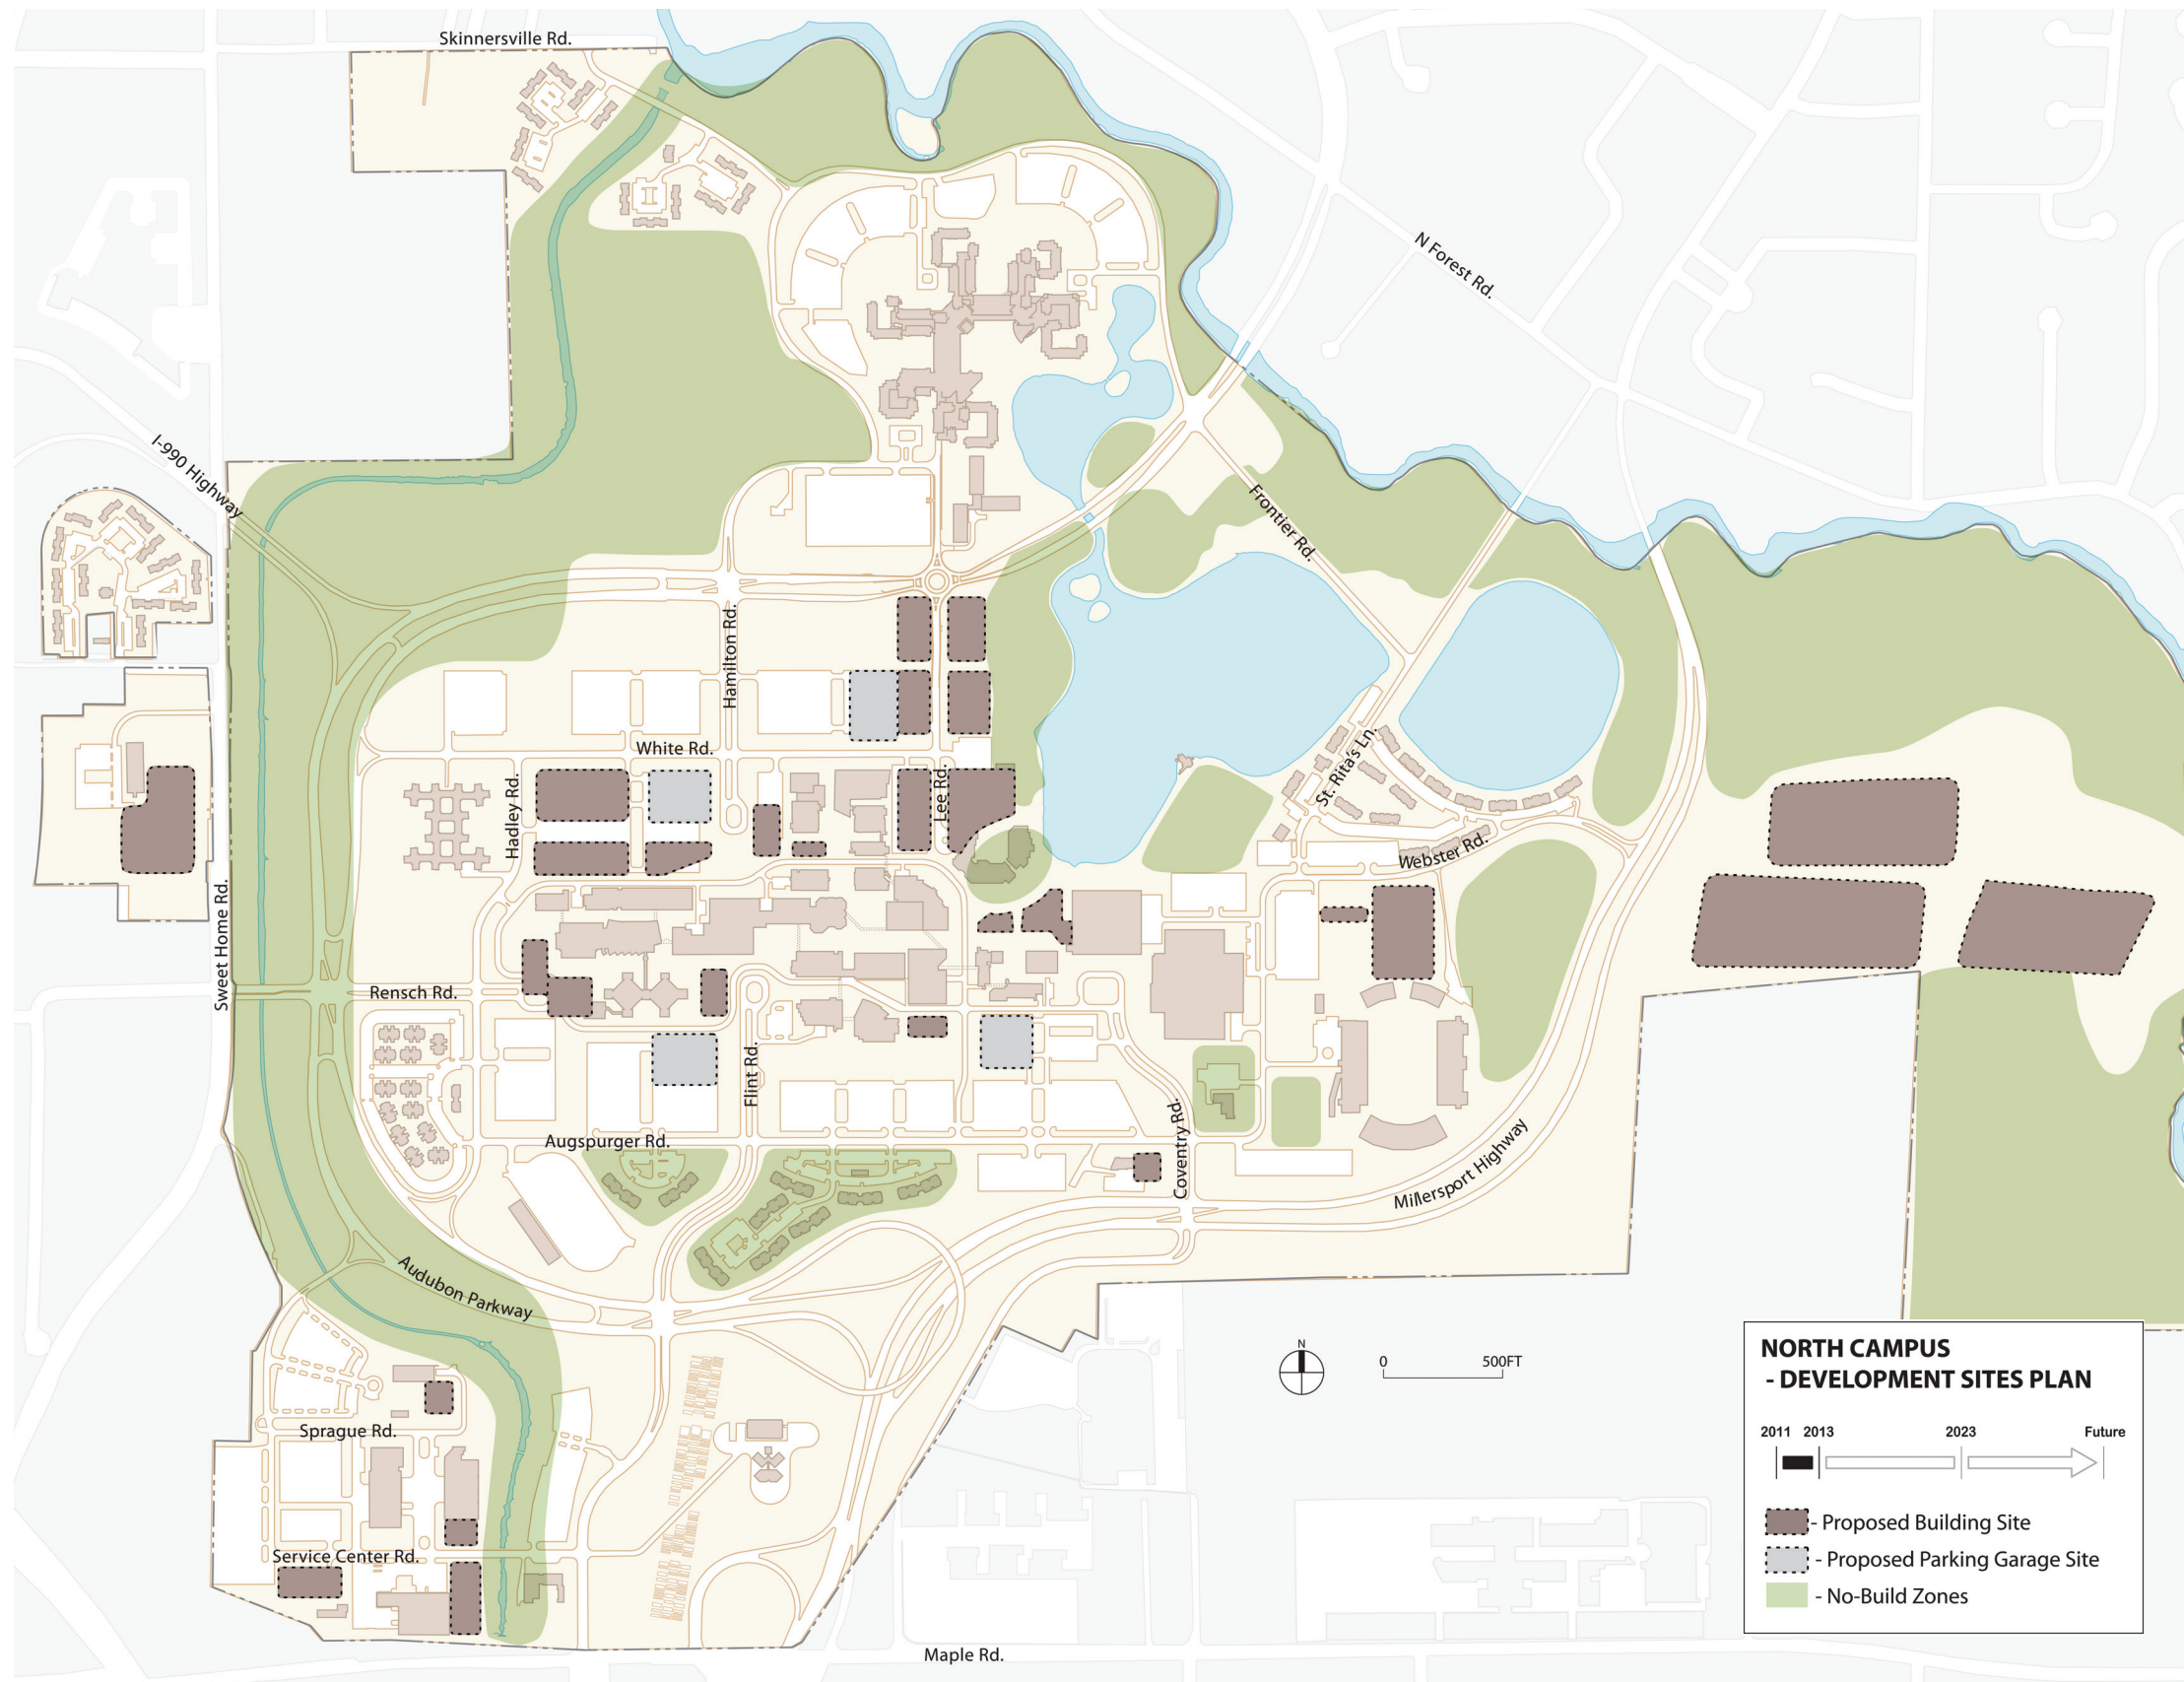 Skinnersville Rd.
N Forest Rd.
I-990 Highway
Frontier Rd.
Hamilton Rd.
White Rd.
St. Rita's Ln.
Hadley Rd.
Lee Rd.
Webster Rd.
Sweet Home Rd.
Rensch Rd.
Flint Rd.
Augspurger Rd.
Coventry Rd.
Millersport Highway
Audubon Parkway
N
0 500FT
Sprague Rd.
Service Center Rd.
Maple Rd.
NORTH CAMPUS
- DEVELOPMENT SITES PLAN
2011 2013 2023 Future
- Proposed Building Site
- Proposed Parking Garage Site
- No-Build Zones